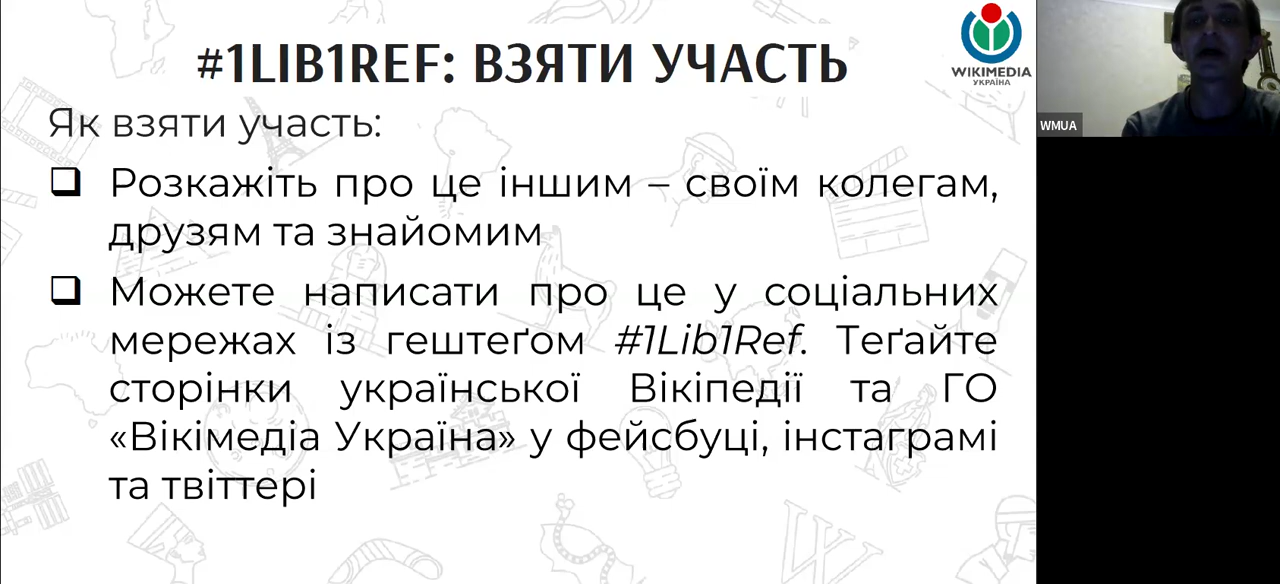 #1LIB1REF: ВЗЯТИ УЧАСТЬ
WIKIMEDIA
УКРАЇНА
WMUA
Як взяти участь:
Розкажіть про це іншим – своїм колегам,
друзям та знайомим
Можете написати про це у соціальних
мережах із гештеґом #1Lib1Ref. Теґайте
сторінки української Вікіпедії та ГО
«Вікімедіа Україна» у фейсбуці, інстаграмі
та твіттері